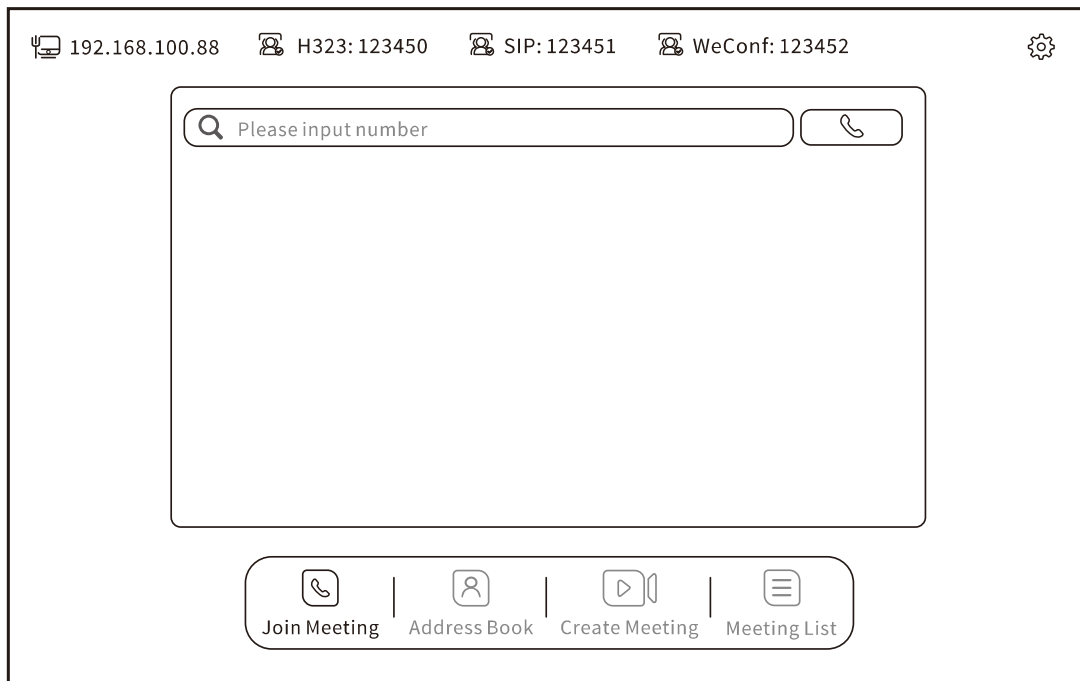 192.168.100.88 H323: 123450 SIP: 123451 WeConf: 123452
Please input number
Join Meeting Address Book Create Meeting Meeting List